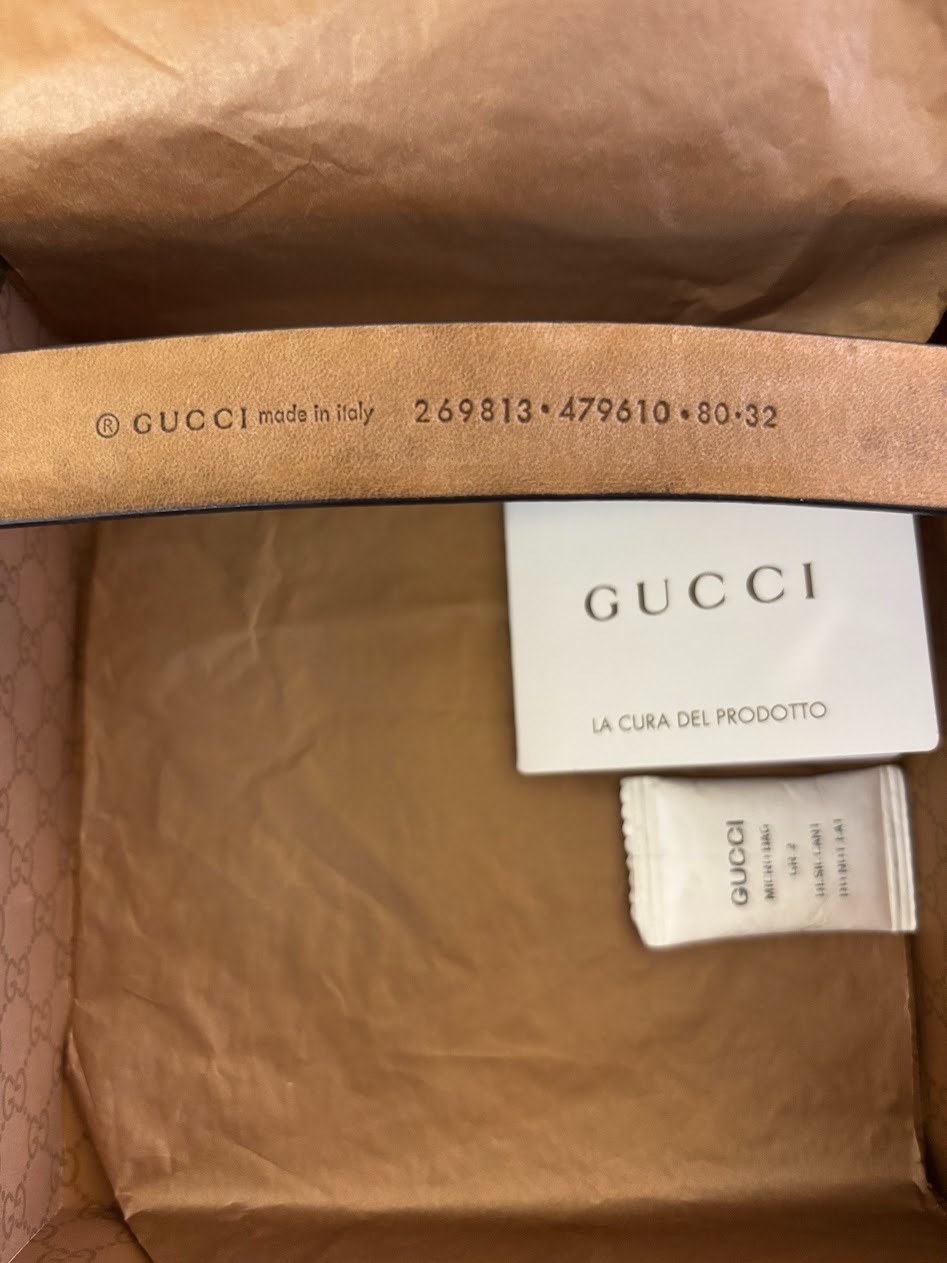 ® GUCCI made in italy 269813·479610·80·32
GUCCI
LA CURA DEL PRODOTTO
GUCCI